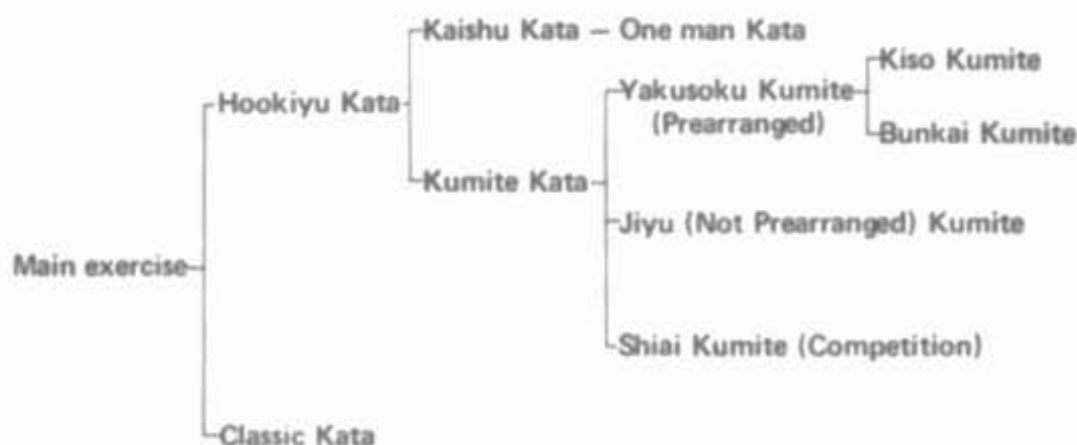 Kaishu Kata – One man Kata
Kiso Kumite
Hookiyu Kata
Yakusoku Kumite
(Prearranged)
Bunkai Kumite
Kumite Kata
Jiyu (Not Prearranged) Kumite
Main exercise
Shiai Kumite (Competition)
Classic Kata